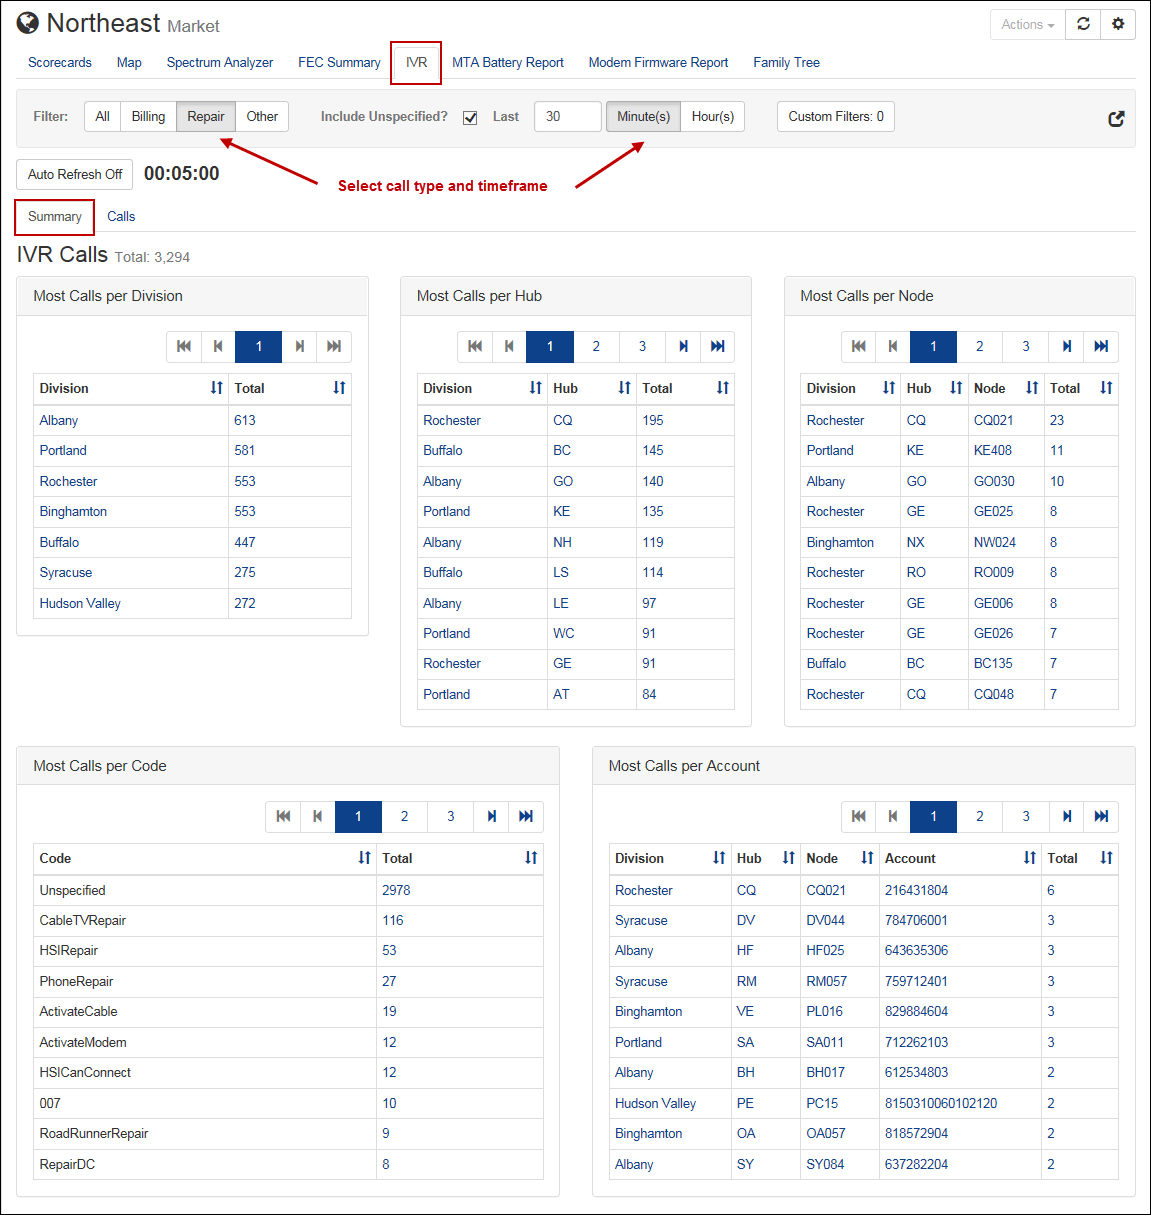 Northeast Market
Actions
Scorecards Map Spectrum Analyzer FEC Summary IVR MTA Battery Report Modem Firmware Report Family Tree
Filter: All Billing Repair Other Include Unspecified? Last 30 Minute(s) Hour(s) Custom Filters: 0
Auto Refresh Off 00:05:00
Select call type and timeframe
Summary Calls
IVR Calls Total: 3,294
Most Calls per Division
1
Division Total
Albany 613
Portland 581
Rochester 553
Binghamton 553
Buffalo 447
Syracuse 275
Hudson Valley 272
Most Calls per Hub
1 2 3
Division Hub Total
Rochester CQ 195
Buffalo BC 145
Albany GO 140
Portland KE 135
Albany NH 119
Buffalo LS 114
Albany LE 97
Portland WC 91
Rochester GE 91
Portland AT 84
Most Calls per Node
1 2 3
Division Hub Node Total
Rochester CQ CQ021 23
Portland KE KE408 11
Albany GO GO030 10
Rochester GE GE025 8
Binghamton NX NW024 8
Rochester RO RO009 8
Rochester GE GE006 8
Rochester GE GE026 7
Buffalo BC BC135 7
Rochester CQ CQ048 7
Most Calls per Code
1 2 3
Code Total
Unspecified 2978
CableTVRepair 116
HSIRepair 53
PhoneRepair 27
ActivateCable 19
ActivateModem 12
HSICanConnect 12
007 10
RoadRunnerRepair 9
RepairDC 8
Most Calls per Account
1 2 3
Division Hub Node Account Total
Rochester CQ CQ021 216431804 6
Syracuse DV DV044 784706001 3
Albany HF HF025 643635306 3
Syracuse RM RM057 759712401 3
Binghamton VE PL016 829884604 3
Portland SA SA011 712262103 3
Albany BH BH017 612534803 2
Hudson Valley PE PC15 8150310060102120 2
Binghamton OA OA057 818572904 2
Albany SY SY084 637282204 2